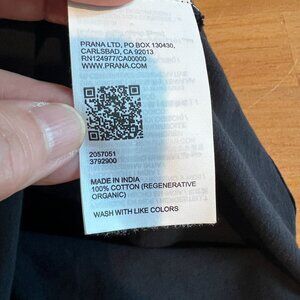 PRANA LTD, PO BOX 130430,
CARLSBAD, CA 92013
RN124977/CA00000
WWW.PRANA.COM
2057051
3792900
MADE IN INDIA
100% COTTON (REGENERATIVE
ORGANIC)
WASH WITH LIKE COLORS